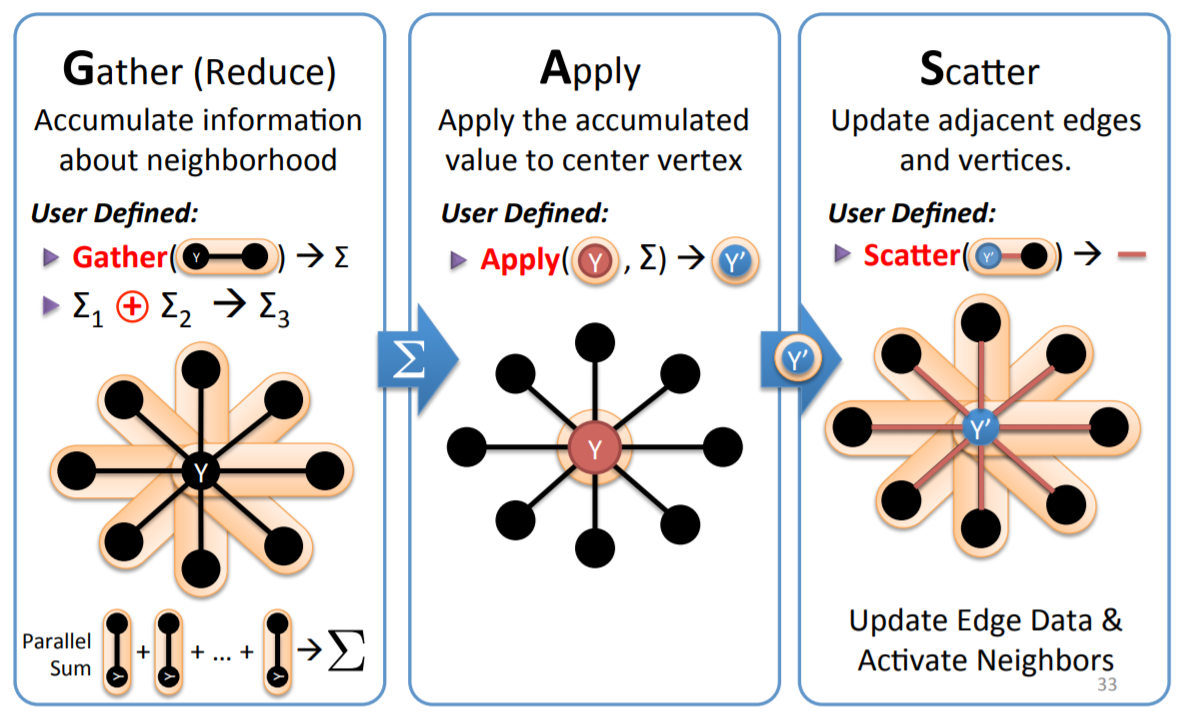 Gather (Reduce)
Accumulate information
about neighborhood
User Defined:
Gather( Y ) → Σ
Σ1 ⊕ Σ2 → Σ3
Y
Parallel
Sum
Y + Y + ... + Y → Σ
Σ
Apply
Apply the accumulated
value to center vertex
User Defined:
Apply( Y , Σ) → Y'
Y
Y'
Scatter
Update adjacent edges
and vertices.
User Defined:
Scatter( Y' ) →
Y'
Update Edge Data &
Activate Neighbors
33